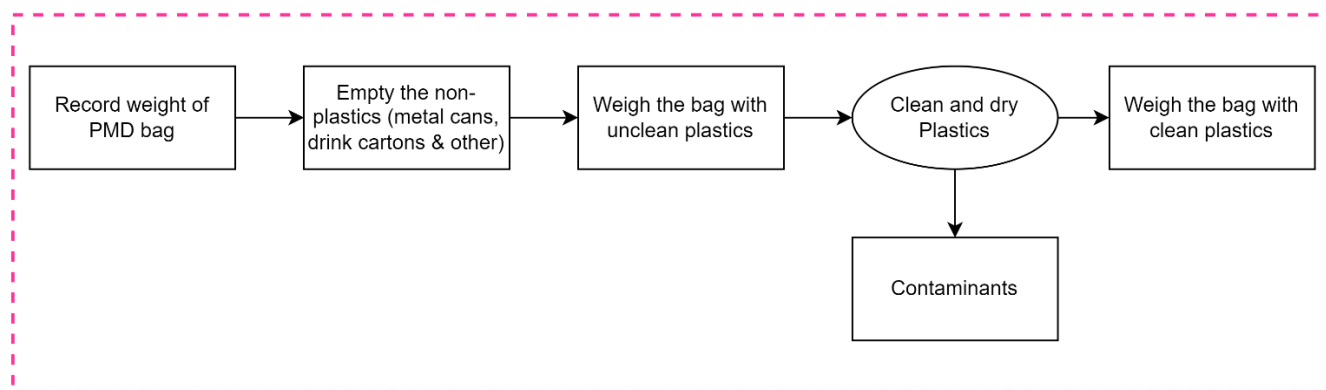 Record weight of
PMD bag
Empty the non-
plastics (metal cans,
drink cartons & other)
Weigh the bag with
unclean plastics
Clean and dry
Plastics
Weigh the bag with
clean plastics
Contaminants